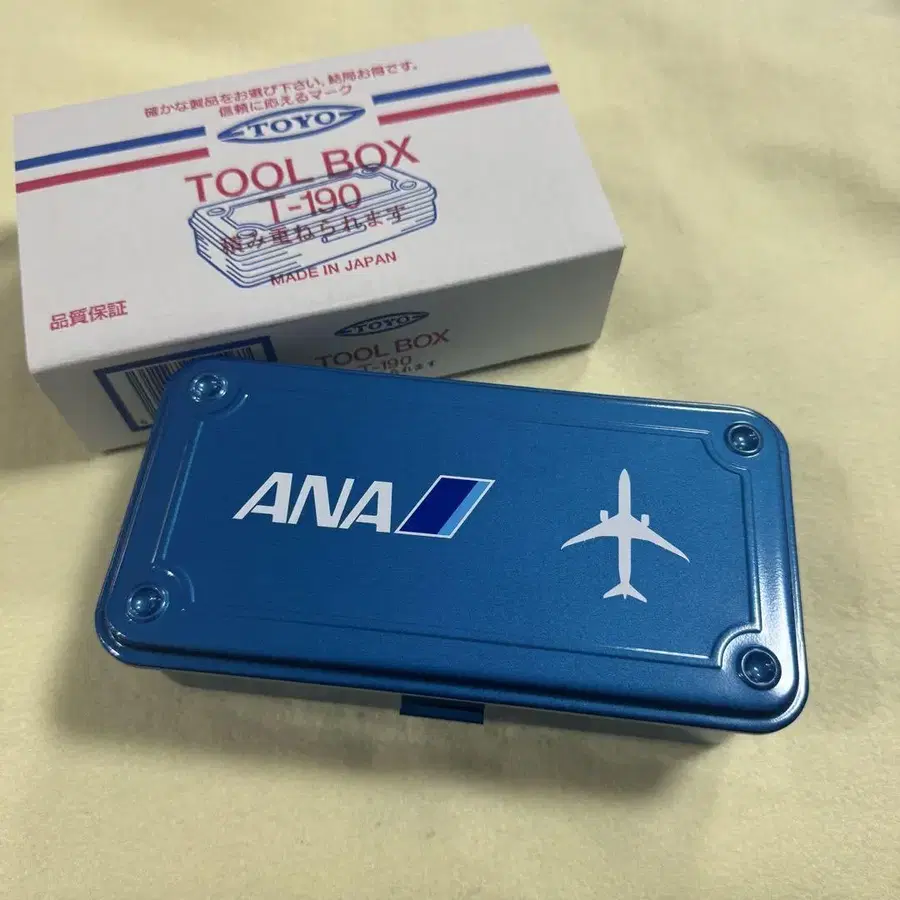 確かな製品をお選び下さい、結局お得です。
信頼に応えるマーク
TOYO
TOOL BOX
T-190
積み重ねられます
MADE IN JAPAN
品質保証
TOYO
TOOL BOX
T-190
ANA